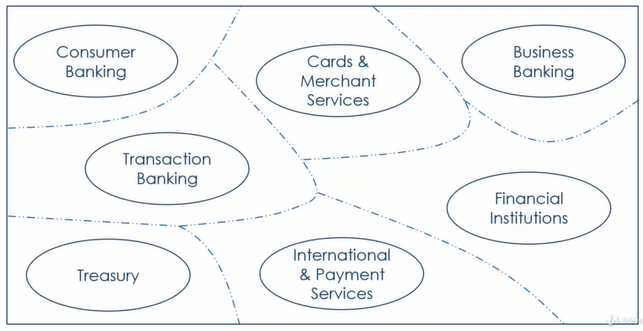 Consumer
Banking
Cards &
Merchant
Services
Business
Banking
Transaction
Banking
Financial
Institutions
Treasury
International
& Payment
Services